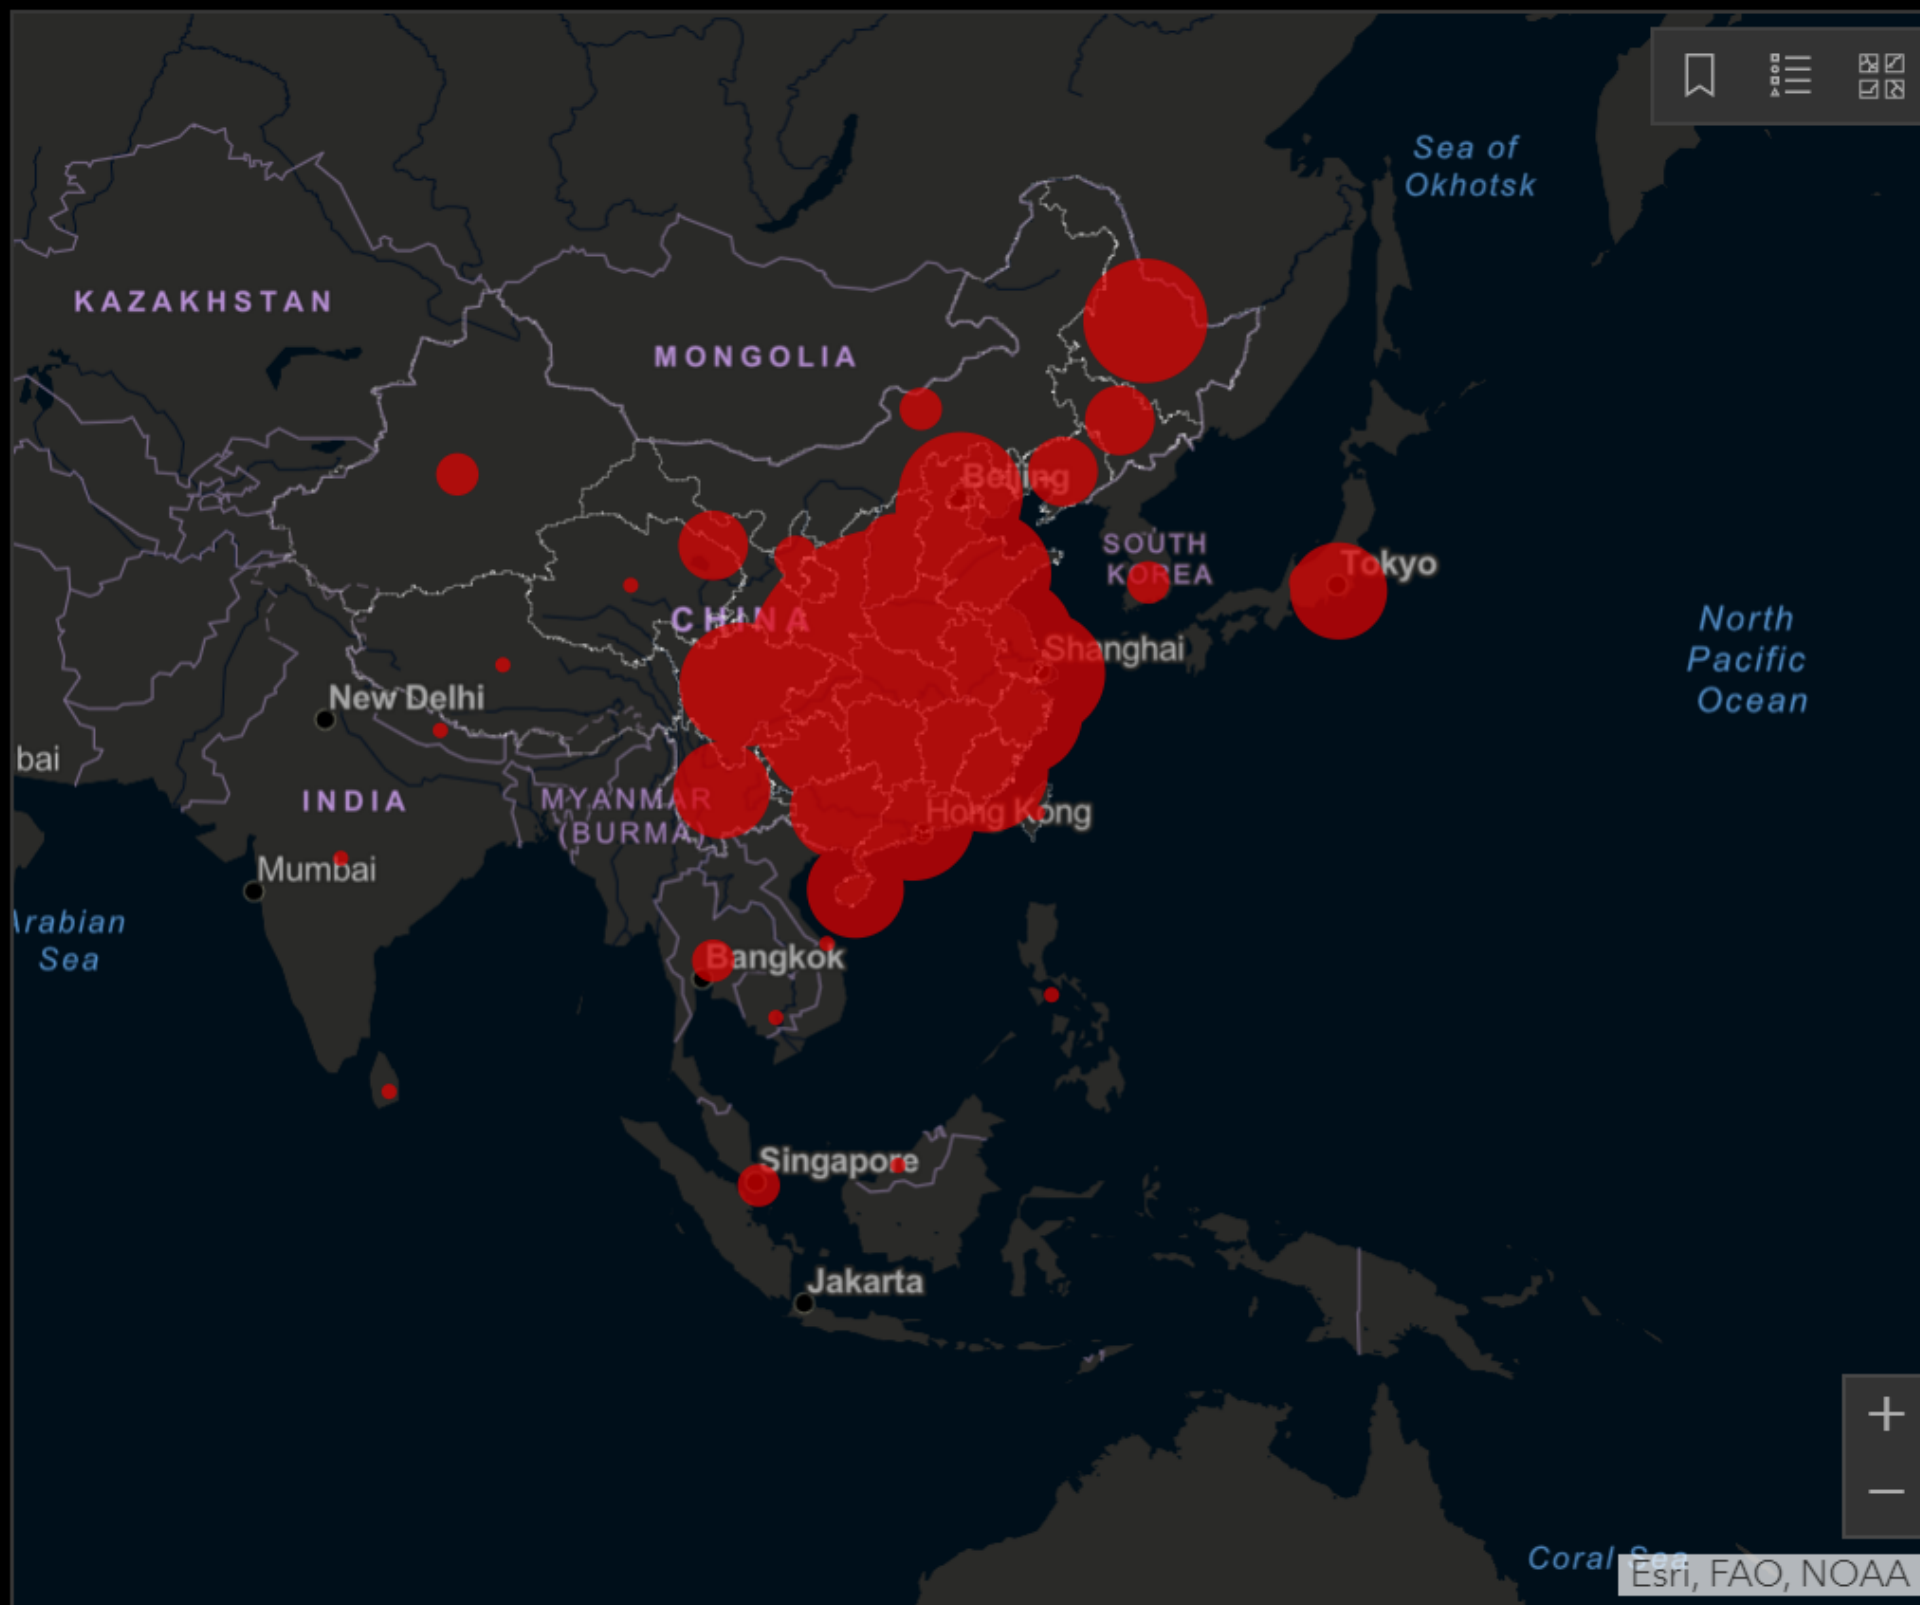 Sea of
Okhotsk
KAZAKHSTAN
MONGOLIA
Beijing
SOUTH
KOREA
Tokyo
CHINA
North
Pacific
Ocean
Shanghai
New Delhi
bai
INDIA
MYANMAR
(BURMA)
Hong Kong
Mumbai
Arabian
Sea
Bangkok
Singapore
Jakarta
Coral Sea
Esri, FAO, NOAA